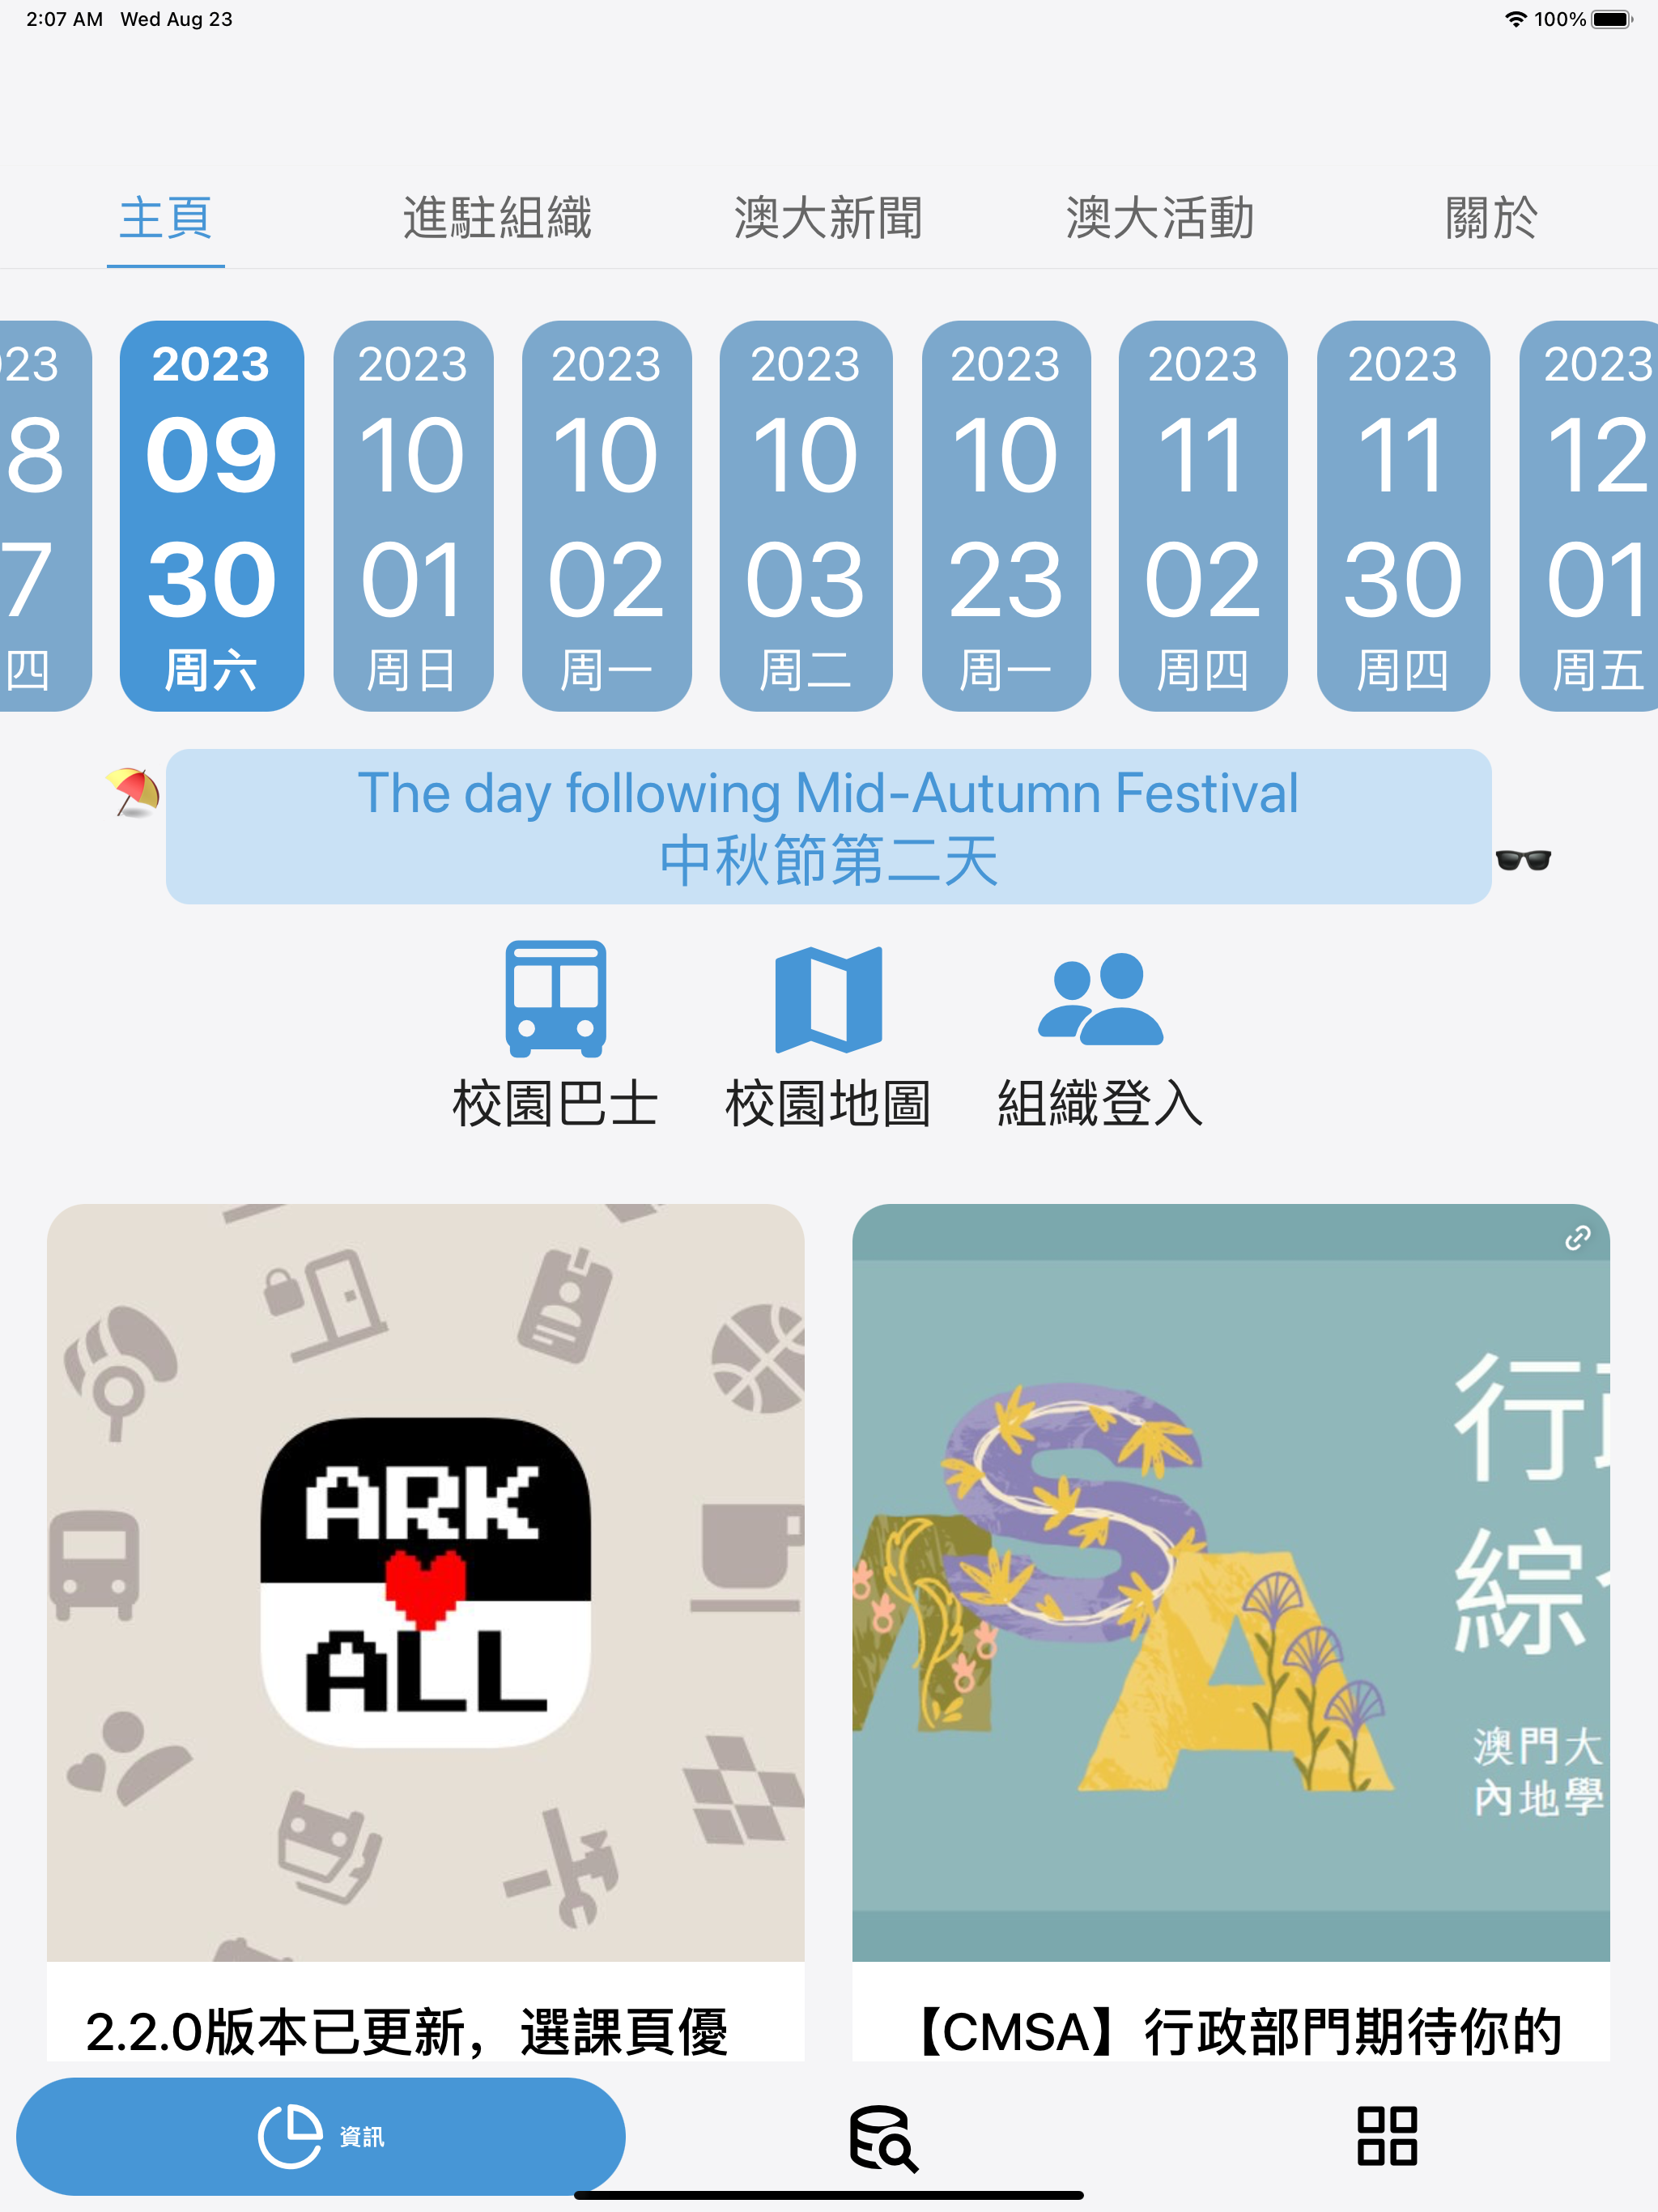 2:07 AM Wed Aug 23
100%
主頁 進駐組織 澳大新聞 澳大活動 關於
23 2023 2023 2023 2023 2023 2023 2023 2023
8 09 10 10 10 10 11 11 12
7 30 01 02 03 23 02 30 01
四 周六 周日 周一 周二 周一 周四 周四 周五
The day following Mid-Autumn Festival
中秋節第二天
校園巴士 校園地圖 組織登入
ARK
ALL
SA
行
綜
澳門大
內地學
2.2.0版本已更新，選課頁優
【CMSA】行政部門期待你的
資訊